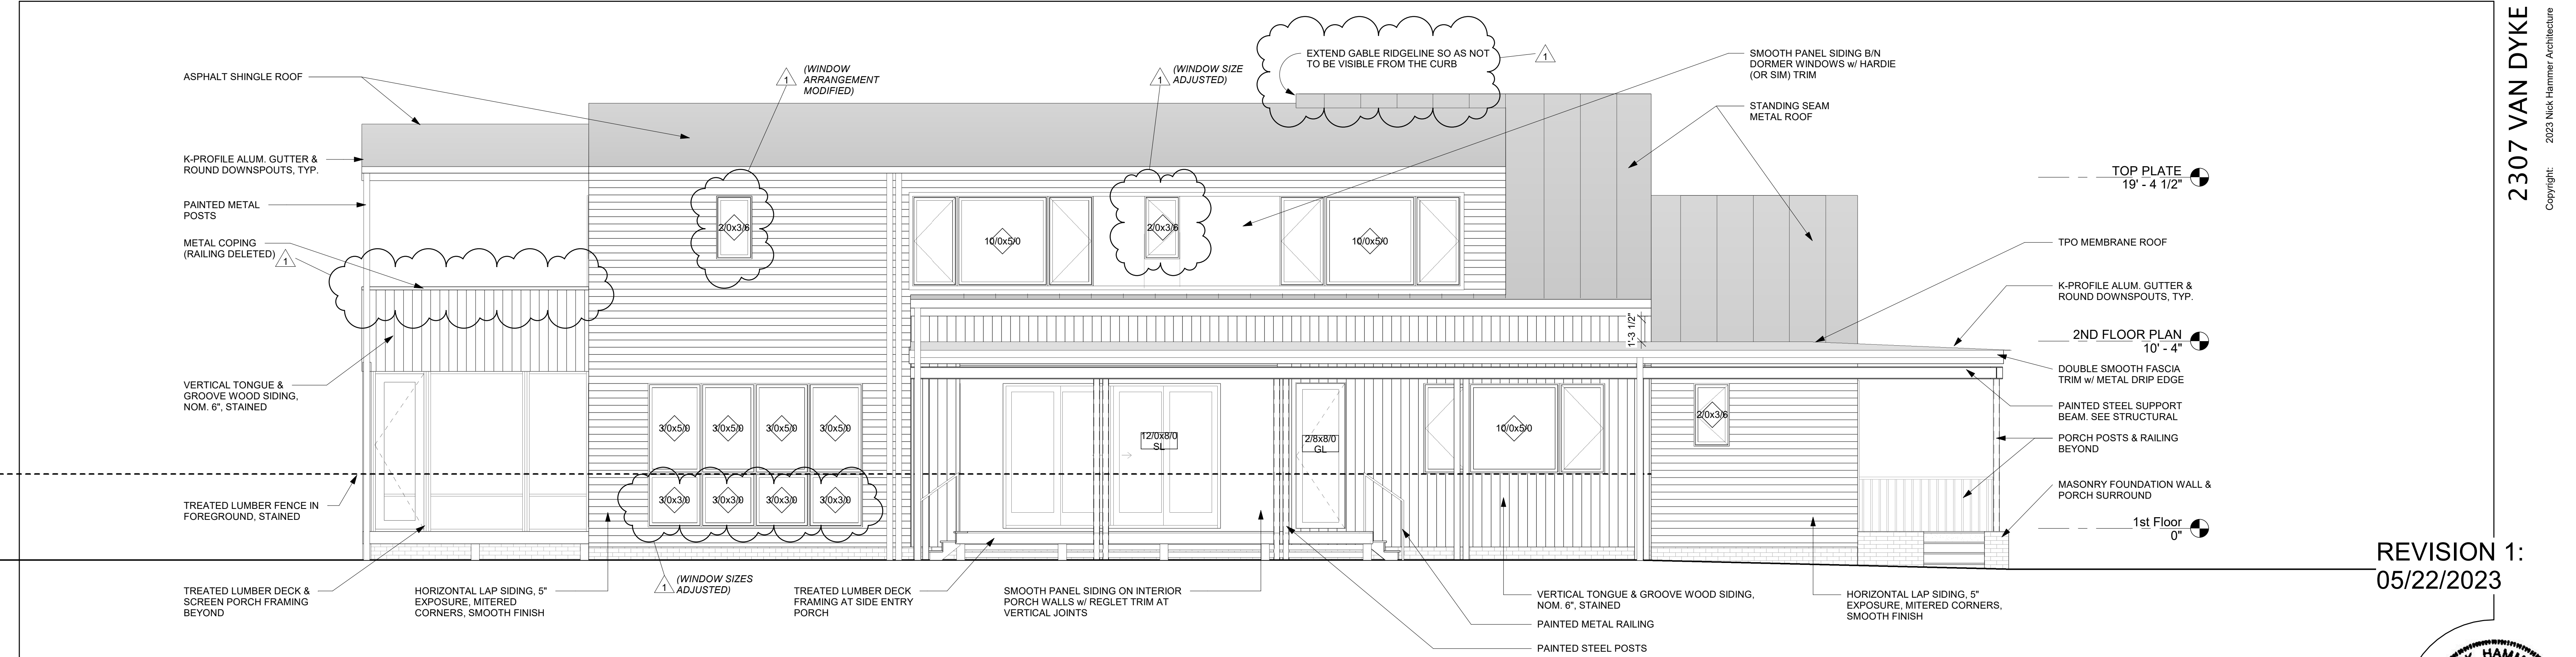 EXTEND GABLE RIDGELINE SO AS NOT
TO BE VISIBLE FROM THE CURB
1
SMOOTH PANEL SIDING B/N
DORMER WINDOWS w/ HARDIE
(OR SIM) TRIM
ASPHALT SHINGLE ROOF
1
(WINDOW
ARRANGEMENT
MODIFIED)
1
(WINDOW SIZE
ADJUSTED)
STANDING SEAM
METAL ROOF
K-PROFILE ALUM. GUTTER &
ROUND DOWNSPOUTS, TYP.
PAINTED METAL
POSTS
METAL COPING
(RAILING DELETED)
1
TOP PLATE
19' - 4 1/2"
2/0x3/6
10/0x5/0
2/0x3/6
10/0x5/0
TPO MEMBRANE ROOF
K-PROFILE ALUM. GUTTER &
ROUND DOWNSPOUTS, TYP.
1'-3 1/2"
2ND FLOOR PLAN
10' - 4"
VERTICAL TONGUE &
GROOVE WOOD SIDING,
NOM. 6", STAINED
DOUBLE SMOOTH FASCIA
TRIM w/ METAL DRIP EDGE
PAINTED STEEL SUPPORT
BEAM. SEE STRUCTURAL
3/0x5/0
3/0x5/0
3/0x5/0
3/0x5/0
12/0x8/0
SL
2/8x8/0
GL
10/0x5/0
2/0x3/6
PORCH POSTS & RAILING
BEYOND
TREATED LUMBER FENCE IN
FOREGROUND, STAINED
3/0x3/0
3/0x3/0
3/0x3/0
3/0x3/0
MASONRY FOUNDATION WALL &
PORCH SURROUND
1st Floor
0"
TREATED LUMBER DECK &
SCREEN PORCH FRAMING
BEYOND
HORIZONTAL LAP SIDING, 5"
EXPOSURE, MITERED
CORNERS, SMOOTH FINISH
1
(WINDOW SIZES
ADJUSTED)
TREATED LUMBER DECK
FRAMING AT SIDE ENTRY
PORCH
SMOOTH PANEL SIDING ON INTERIOR
PORCH WALLS w/ REGLET TRIM AT
VERTICAL JOINTS
VERTICAL TONGUE & GROOVE WOOD SIDING,
NOM. 6", STAINED
PAINTED METAL RAILING
PAINTED STEEL POSTS
HORIZONTAL LAP SIDING, 5"
EXPOSURE, MITERED CORNERS,
SMOOTH FINISH
REVISION 1:
05/22/2023
2307 VAN DYKE
Copyright: 2023 Nick Hammer Architecture